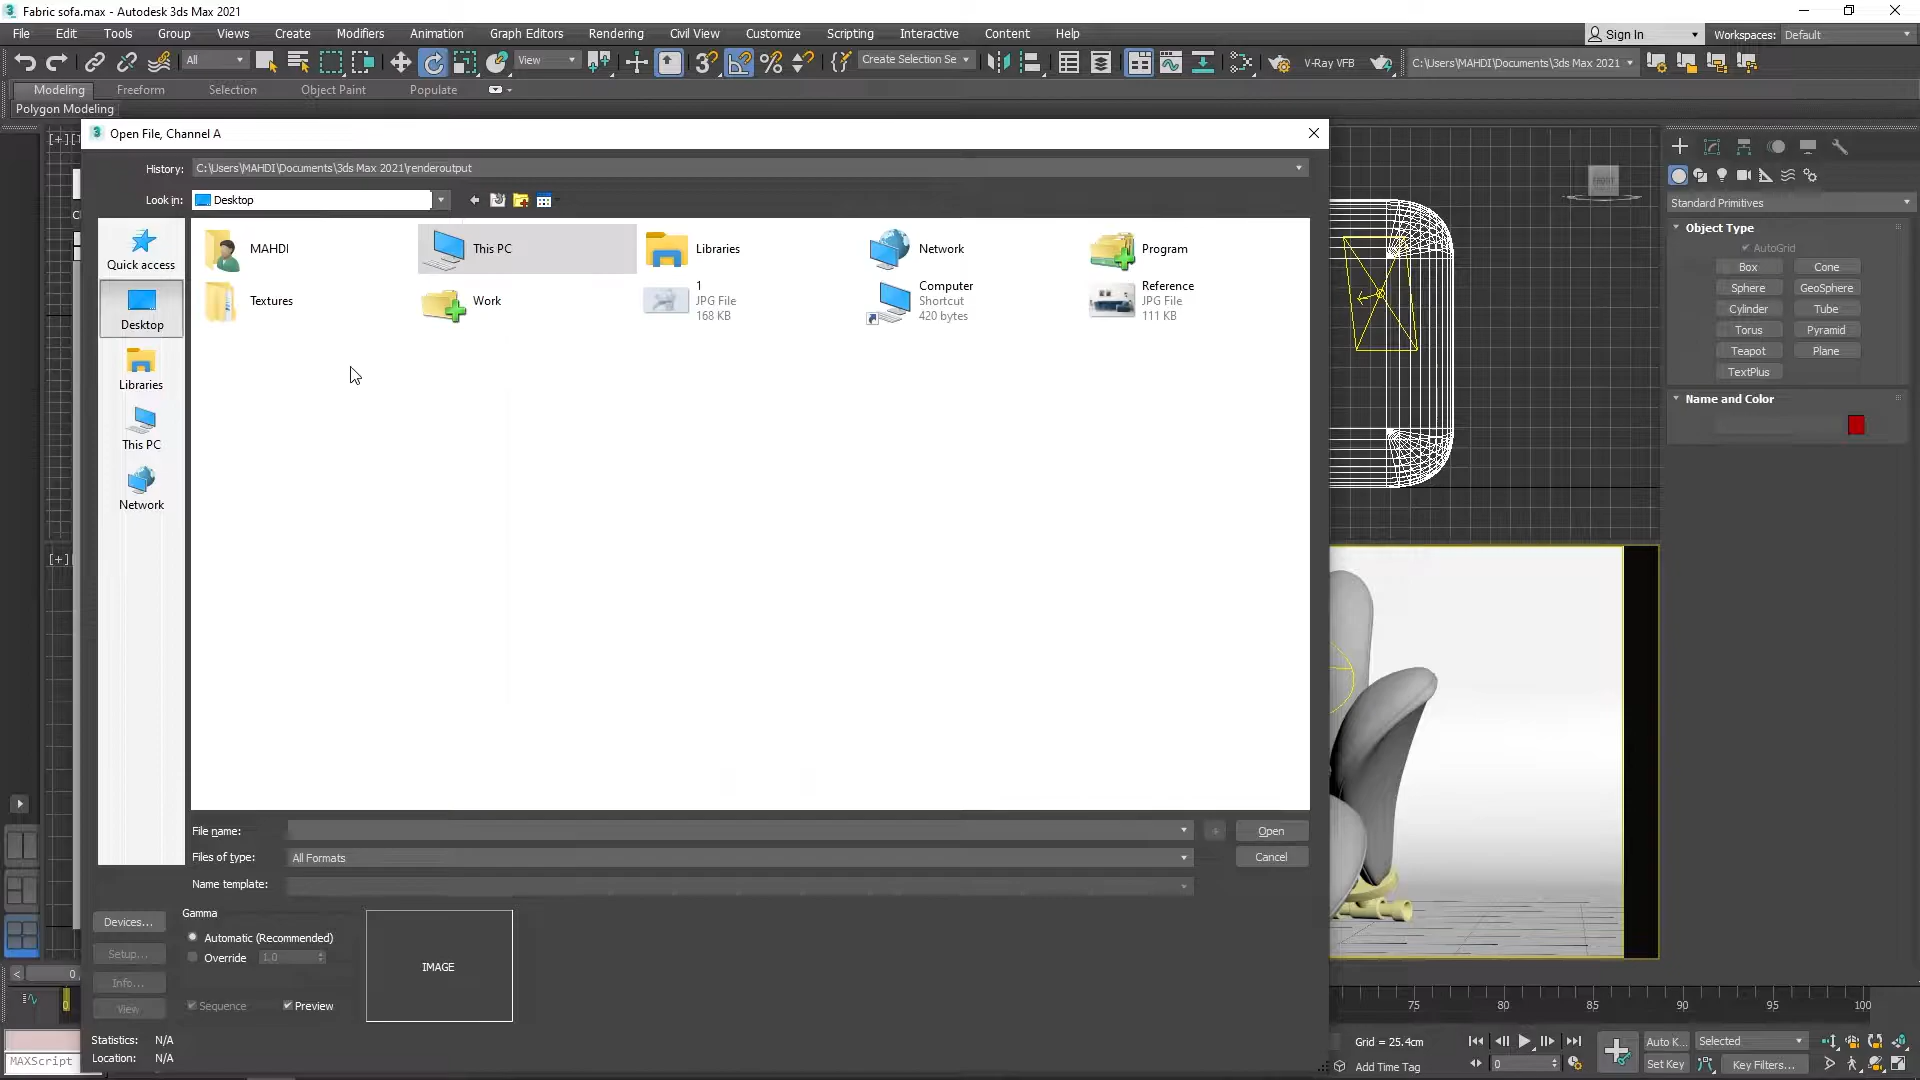 Fabric sofa.max - Autodesk 3ds Max 2021
File Edit Tools Group Views Create Modifiers Animation Graph Editors Rendering Civil View Customize Scripting Interactive Content Help
Sign In Workspaces: Default
All View Create Selection Se V-Ray VFB C:\Users\MAHDI\Documents\3ds Max 2021
Modeling Freeform Selection Object Paint Populate
Polygon Modeling
Open File, Channel A
History: C:\Users\MAHDI\Documents\3ds Max 2021\renderoutput
Look in: Desktop
Quick access
Desktop
Libraries
This PC
Network
MAHDI This PC Libraries Network Program
Textures Work
1
JPG File
168 KB
Computer
Shortcut
420 bytes
Reference
JPG File
111 KB
File name: + Open
Files of type: All Formats Cancel
Name template:
Devices...
Setup...
Info...
View
Gamma
Automatic (Recommended)
Override 1.0
Sequence Preview
IMAGE
Statistics: N/A
Location: N/A
FRONT
Standard Primitives
Object Type
AutoGrid
Box Cone
Sphere GeoSphere
Cylinder Tube
Torus Pyramid
Teapot Plane
TextPlus
Name and Color
[+]
[+]
< 0
0
75 80 85 90 95 100
MAXScript
Grid = 25.4cm
Add Time Tag
0
Auto K... Selected
Set Key Key Filters...